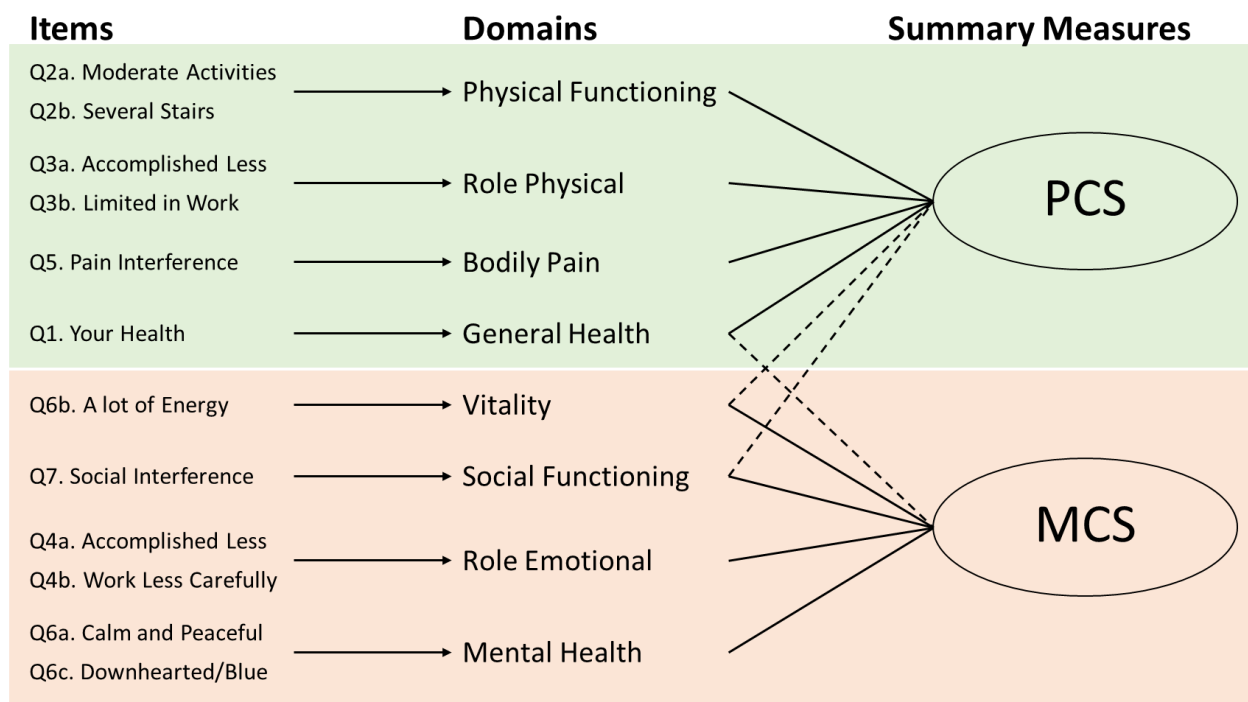 Items
Domains
Summary Measures
Q2a. Moderate Activities
Q2b. Several Stairs
Physical Functioning
Q3a. Accomplished Less
Q3b. Limited in Work
Role Physical
Q5. Pain Interference
Bodily Pain
Q1. Your Health
General Health
PCS
Q6b. A lot of Energy
Vitality
Q7. Social Interference
Social Functioning
Q4a. Accomplished Less
Q4b. Work Less Carefully
Role Emotional
Q6a. Calm and Peaceful
Q6c. Downhearted/Blue
Mental Health
MCS